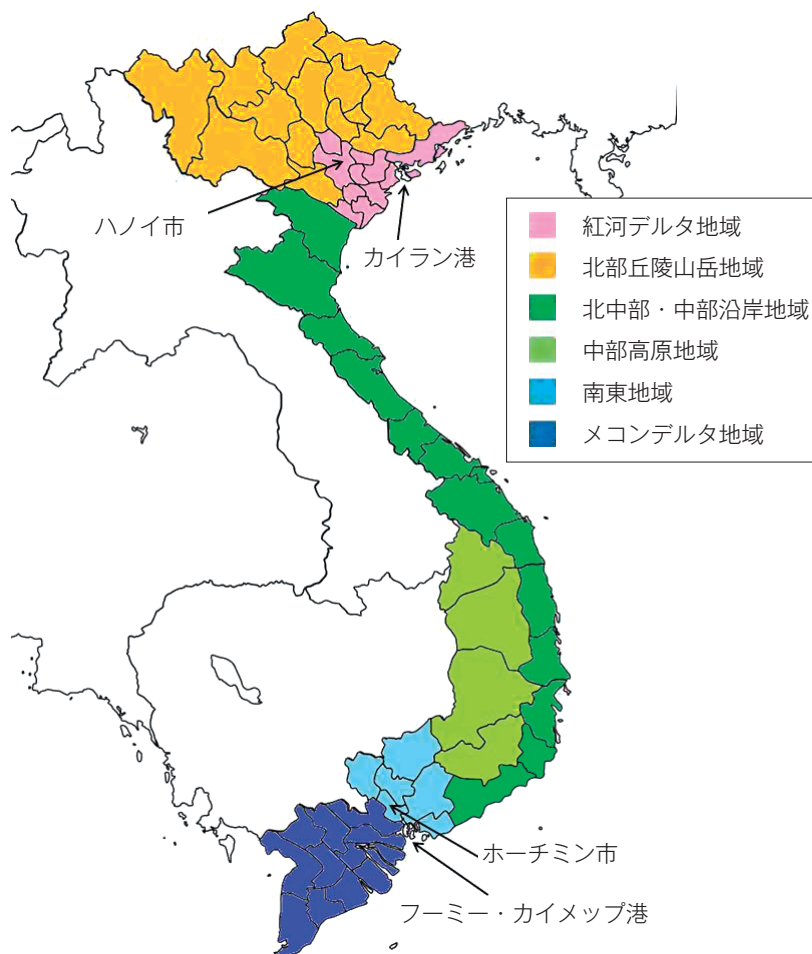 ハノイ市
カイラン港
紅河デルタ地域
北部丘陵山岳地域
北中部・中部沿岸地域
中部高原地域
南東地域
メコンデルタ地域
ホーチミン市
フーミー・カイメップ港